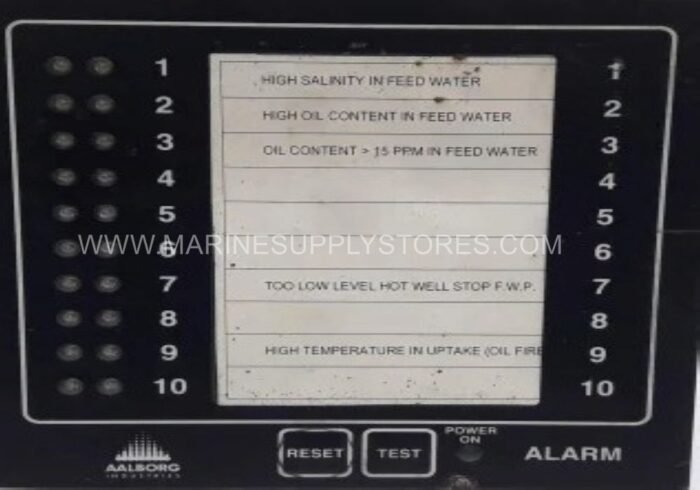 1 HIGH SALINITY IN FEED WATER 1
2 HIGH OIL CONTENT IN FEED WATER 2
3 OIL CONTENT > 15 PPM IN FEED WATER 3
4 4
5 5
WWW.MARINESUPPLYSTORES.COM
6 6
7 TOO LOW LEVEL HOT WELL STOP F.W.P. 7
8 8
9 HIGH TEMPERATURE IN UPTAKE (OIL FIRE 9
10 10
POWER
ON
AALBORG
INDUSTRIES
RESET TEST ALARM